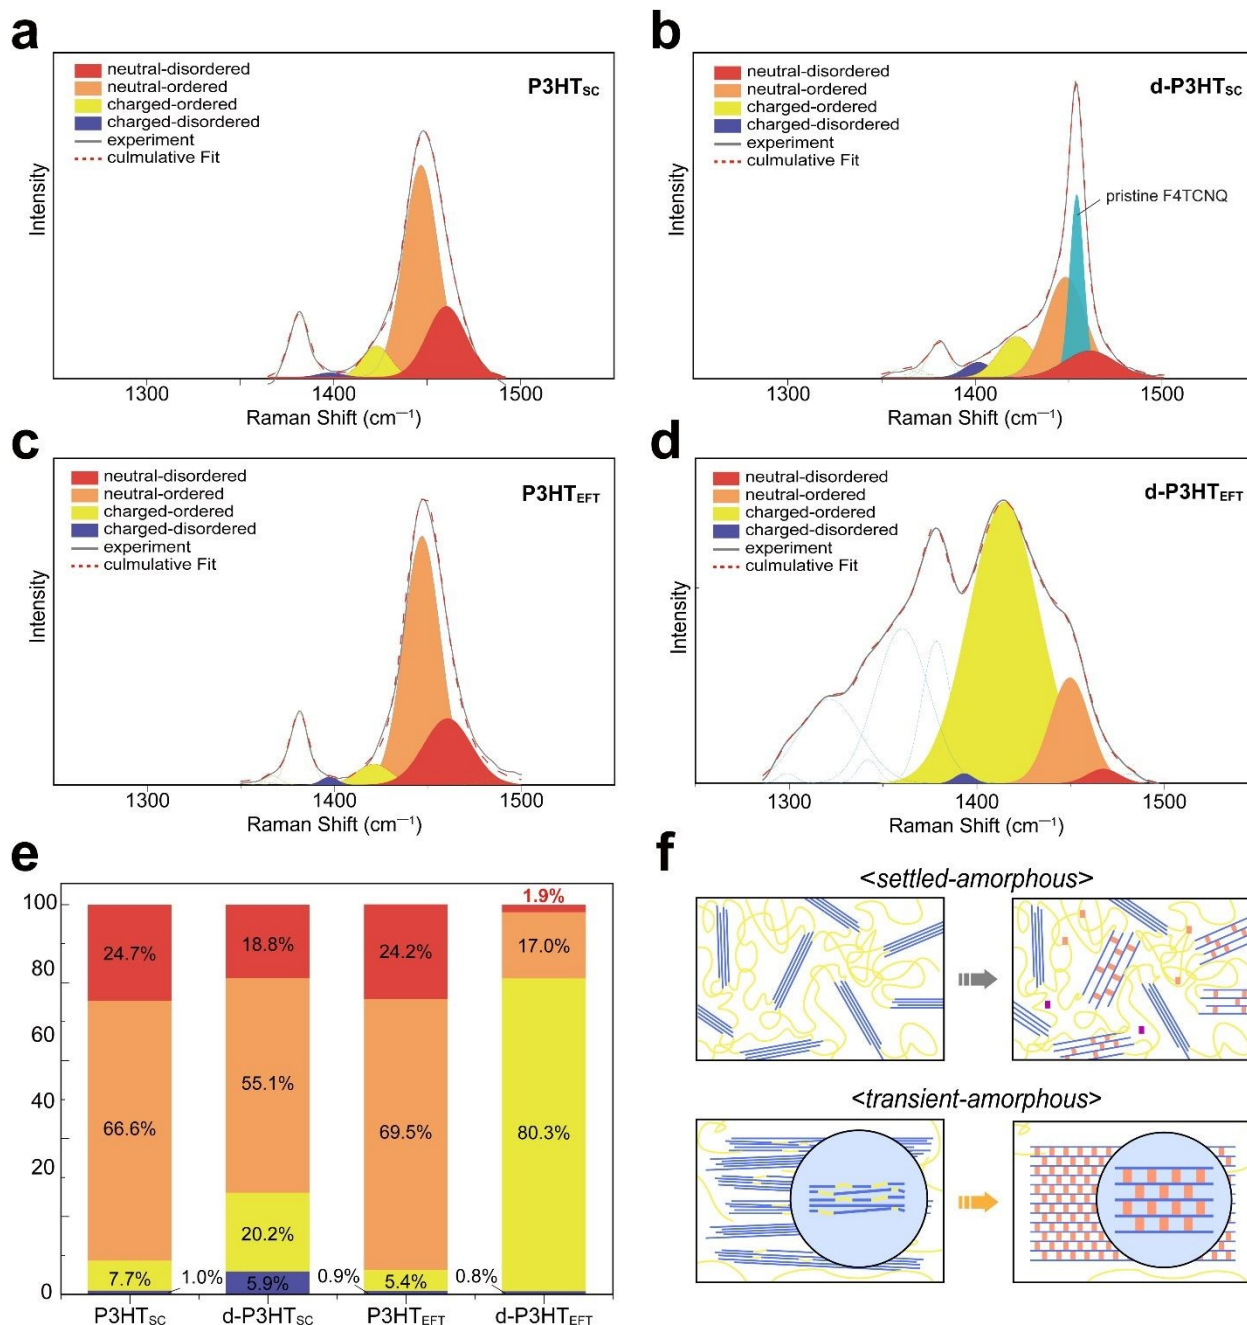 a
neutral-disordered
neutral-ordered
charged-ordered
charged-disordered
experiment
culmulative Fit
P3HTSC
Intensity
1300
1400
1500
Raman Shift (cm—1)
b
neutral-disordered
neutral-ordered
charged-ordered
charged-disordered
experiment
culmulative Fit
d-P3HTSC
pristine F4TCNQ
Intensity
1300
1400
1500
Raman Shift (cm—1)
c
neutral-disordered
neutral-ordered
charged-ordered
charged-disordered
experiment
culmulative Fit
P3HTEFT
Intensity
1300
1400
1500
Raman Shift (cm—1)
d
neutral-disordered
neutral-ordered
charged-ordered
charged-disordered
experiment
culmulative Fit
d-P3HTEFT
Intensity
1300
1400
1500
Raman Shift (cm—1)
e
100
80
60
40
20
0
24.7%
66.6%
7.7%
1.0%
18.8%
55.1%
20.2%
5.9%
24.2%
69.5%
5.4%
0.9%
1.9%
17.0%
80.3%
0.8%
P3HTSC
d-P3HTSC
P3HTEFT
d-P3HTEFT
f
<settled-amorphous>
<transient-amorphous>